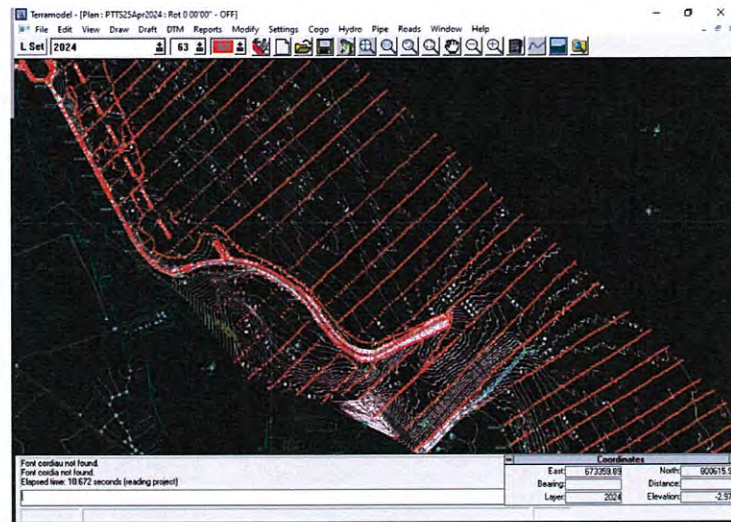 Terramodel - [Plan : PTTS25Apr2024 : Rot 0 00'00" - OFF]
File Edit View Draw Draft DTM Reports Modify Settings Cogo Hydro Pipe Roads Window Help
L Set 2024 63
Font cordiau not found.
Font cordia not found.
Elapsed time: 10.672 seconds (reading project)
Coordinates
East: 673359.89 North: 800615.9
Bearing: Distance:
Layer: 2024 Elevation: -2.97